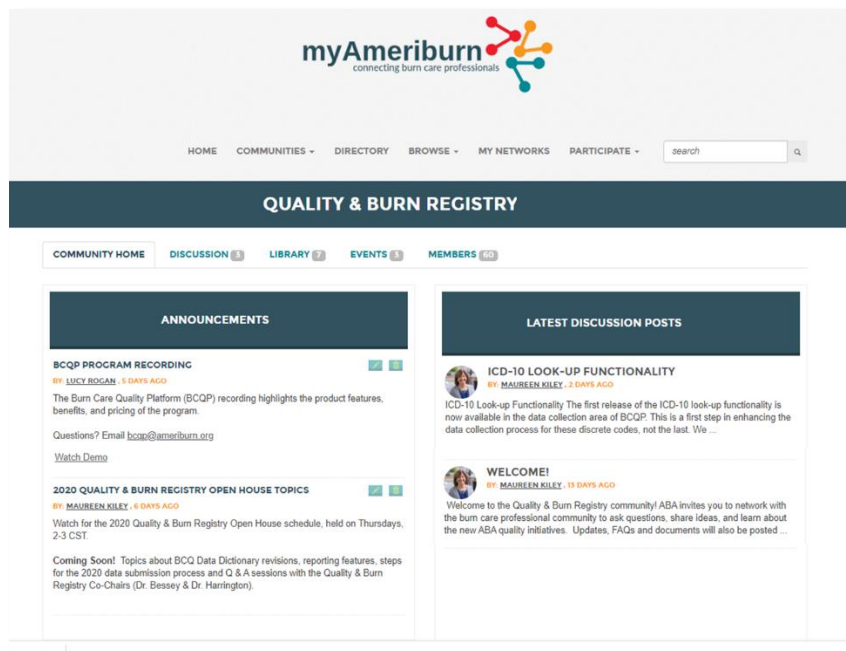 myAmeriburn
connecting burn care professionals
HOME COMMUNITIES DIRECTORY BROWSE MY NETWORKS PARTICIPATE search
QUALITY & BURN REGISTRY
COMMUNITY HOME DISCUSSION 3 LIBRARY 7 EVENTS 3 MEMBERS 60
ANNOUNCEMENTS
BCQP PROGRAM RECORDING
BY: LUCY ROGAN , 5 DAYS AGO
The Burn Care Quality Platform (BCQP) recording highlights the product features,
benefits, and pricing of the program.
Questions? Email bcqp@ameriburn.org
Watch Demo
2020 QUALITY & BURN REGISTRY OPEN HOUSE TOPICS
BY: MAUREEN KILEY , 6 DAYS AGO
Watch for the 2020 Quality & Burn Registry Open House schedule, held on Thursdays,
2-3 CST.
Coming Soon! Topics about BCQ Data Dictionary revisions, reporting features, steps
for the 2020 data submission process and Q & A sessions with the Quality & Burn
Registry Co-Chairs (Dr. Bessey & Dr. Harrington).
LATEST DISCUSSION POSTS
ICD-10 LOOK-UP FUNCTIONALITY
BY: MAUREEN KILEY , 2 DAYS AGO
ICD-10 Look-up Functionality The first release of the ICD-10 look-up functionality is
now available in the data collection area of BCQP. This is a first step in enhancing the
data collection process for these discrete codes, not the last. We ...
WELCOME!
BY: MAUREEN KILEY , 13 DAYS AGO
Welcome to the Quality & Burn Registry community! ABA invites you to network with
the burn care professional community to ask questions, share ideas, and learn about
the new ABA quality initiatives. Updates, FAQs and documents will also be posted ...